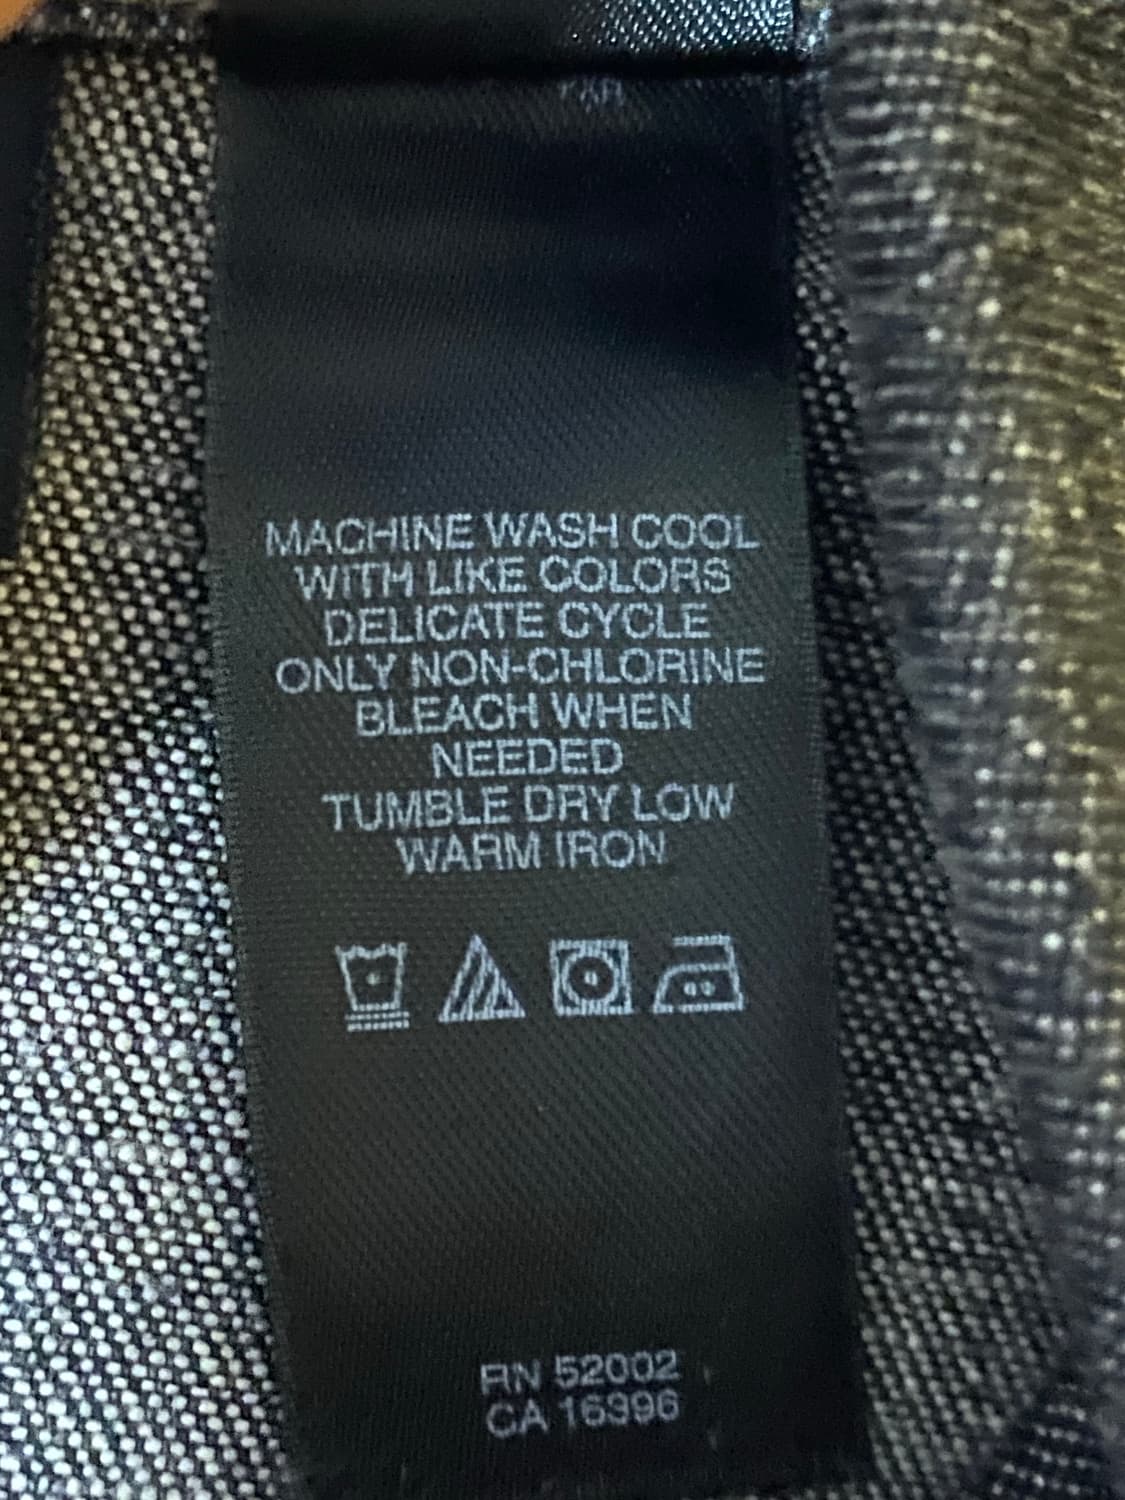 MACHINE WASH COOL
WITH LIKE COLORS
DELICATE CYCLE
ONLY NON-CHLORINE
BLEACH WHEN
NEEDED
TUMBLE DRY LOW
WARM IRON
RN 52002
CA 16396